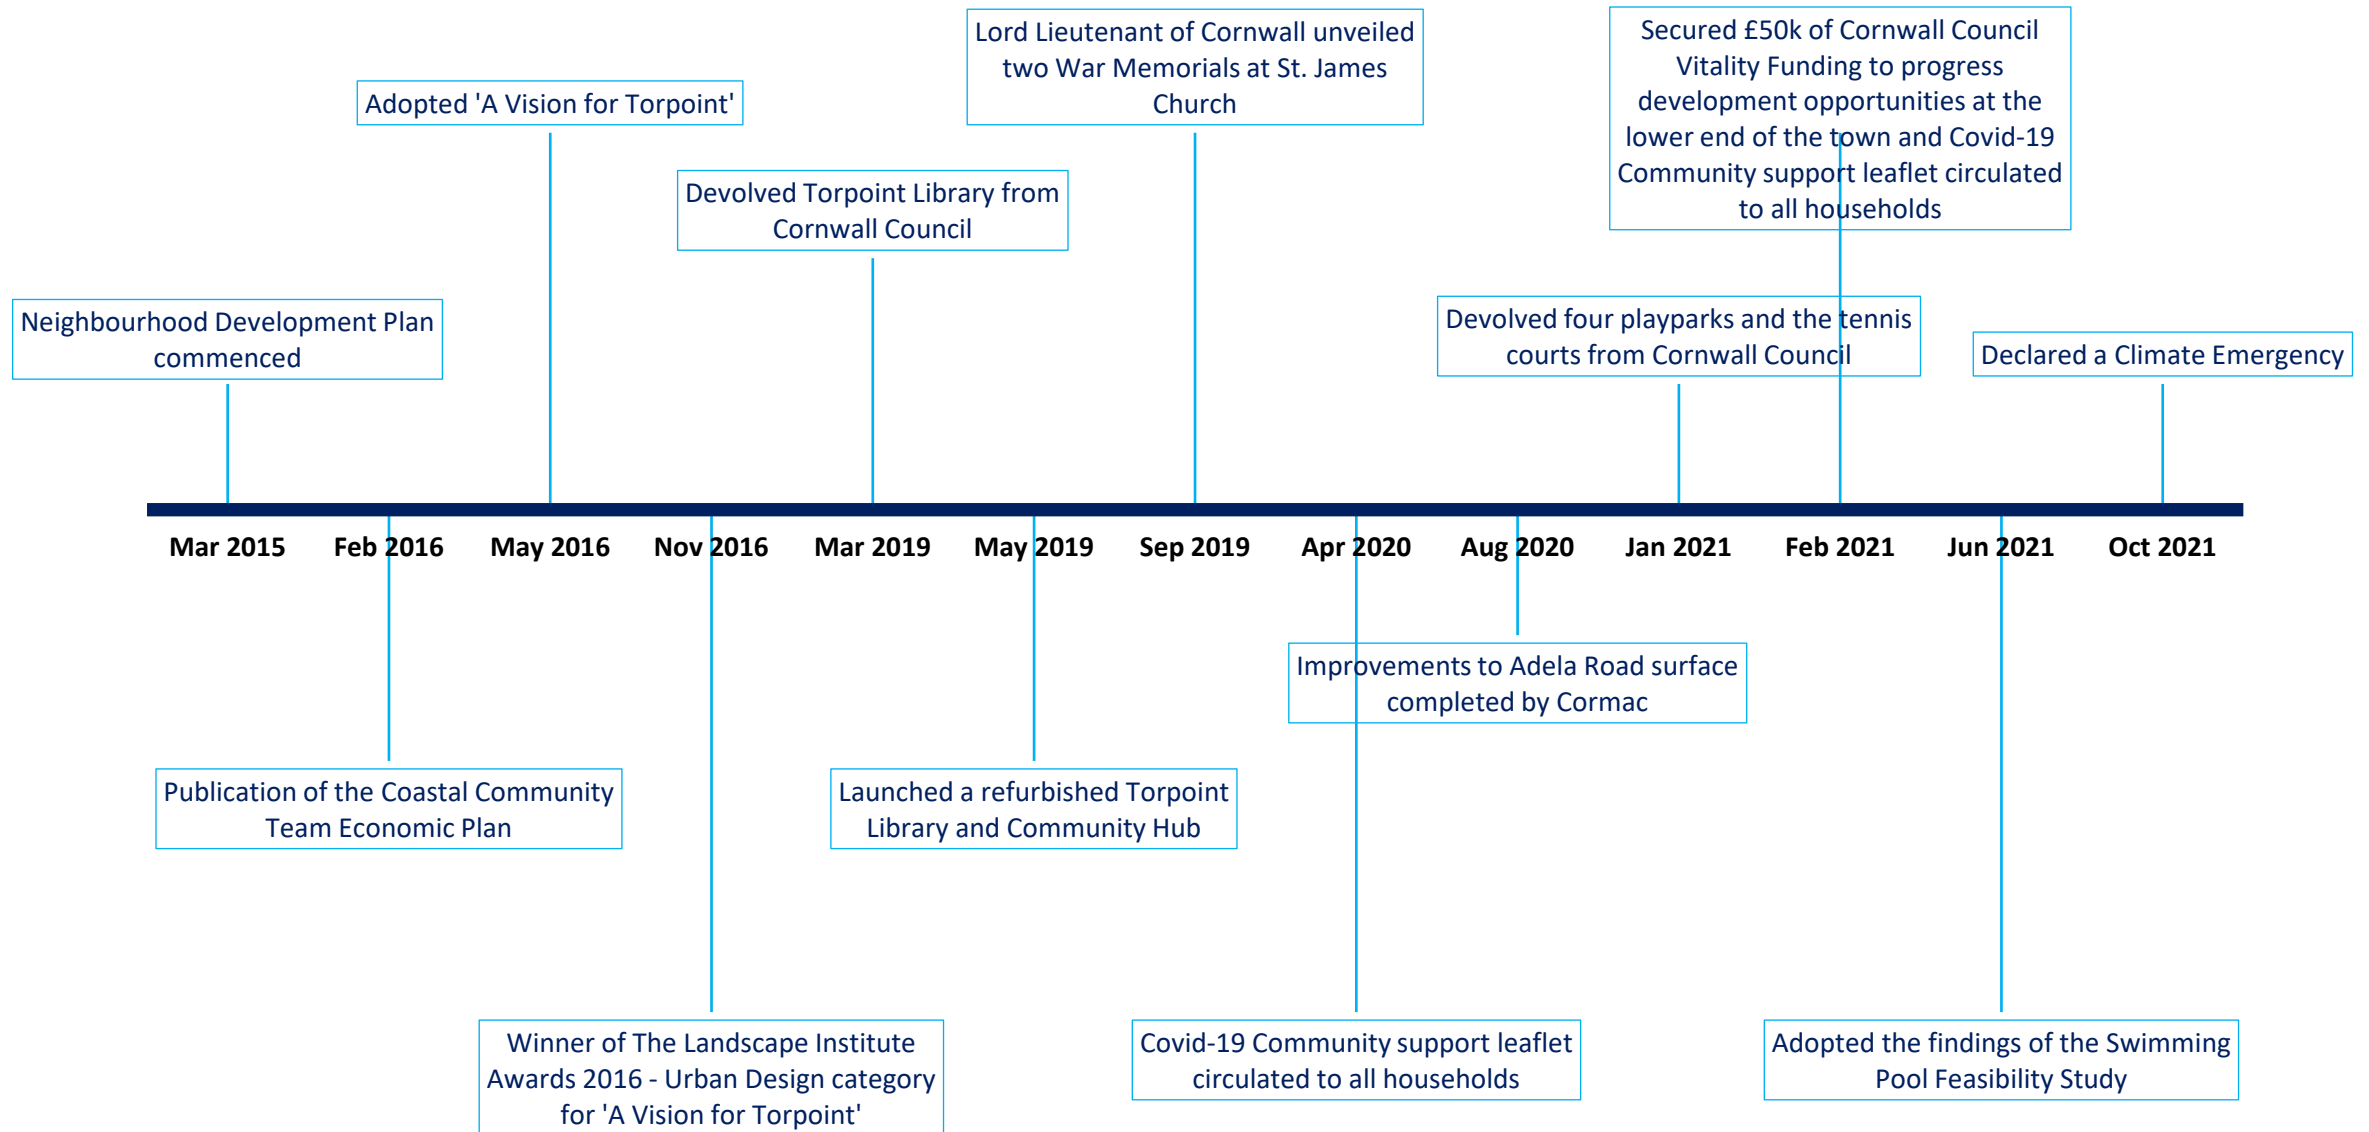 Lord Lieutenant of Cornwall unveiled
two War Memorials at St. James
Church
Secured £50k of Cornwall Council
Vitality Funding to progress
development opportunities at the
lower end of the town and Covid-19
Community support leaflet circulated
to all households
Adopted 'A Vision for Torpoint'
Devolved Torpoint Library from
Cornwall Council
Neighbourhood Development Plan
commenced
Devolved four playparks and the tennis
courts from Cornwall Council
Declared a Climate Emergency
Mar 2015
Feb 2016
May 2016
Nov 2016
Mar 2019
May 2019
Sep 2019
Apr 2020
Aug 2020
Jan 2021
Feb 2021
Jun 2021
Oct 2021
Improvements to Adela Road surface
completed by Cormac
Publication of the Coastal Community
Team Economic Plan
Launched a refurbished Torpoint
Library and Community Hub
Winner of The Landscape Institute
Awards 2016 - Urban Design category
for 'A Vision for Torpoint'
Covid-19 Community support leaflet
circulated to all households
Adopted the findings of the Swimming
Pool Feasibility Study